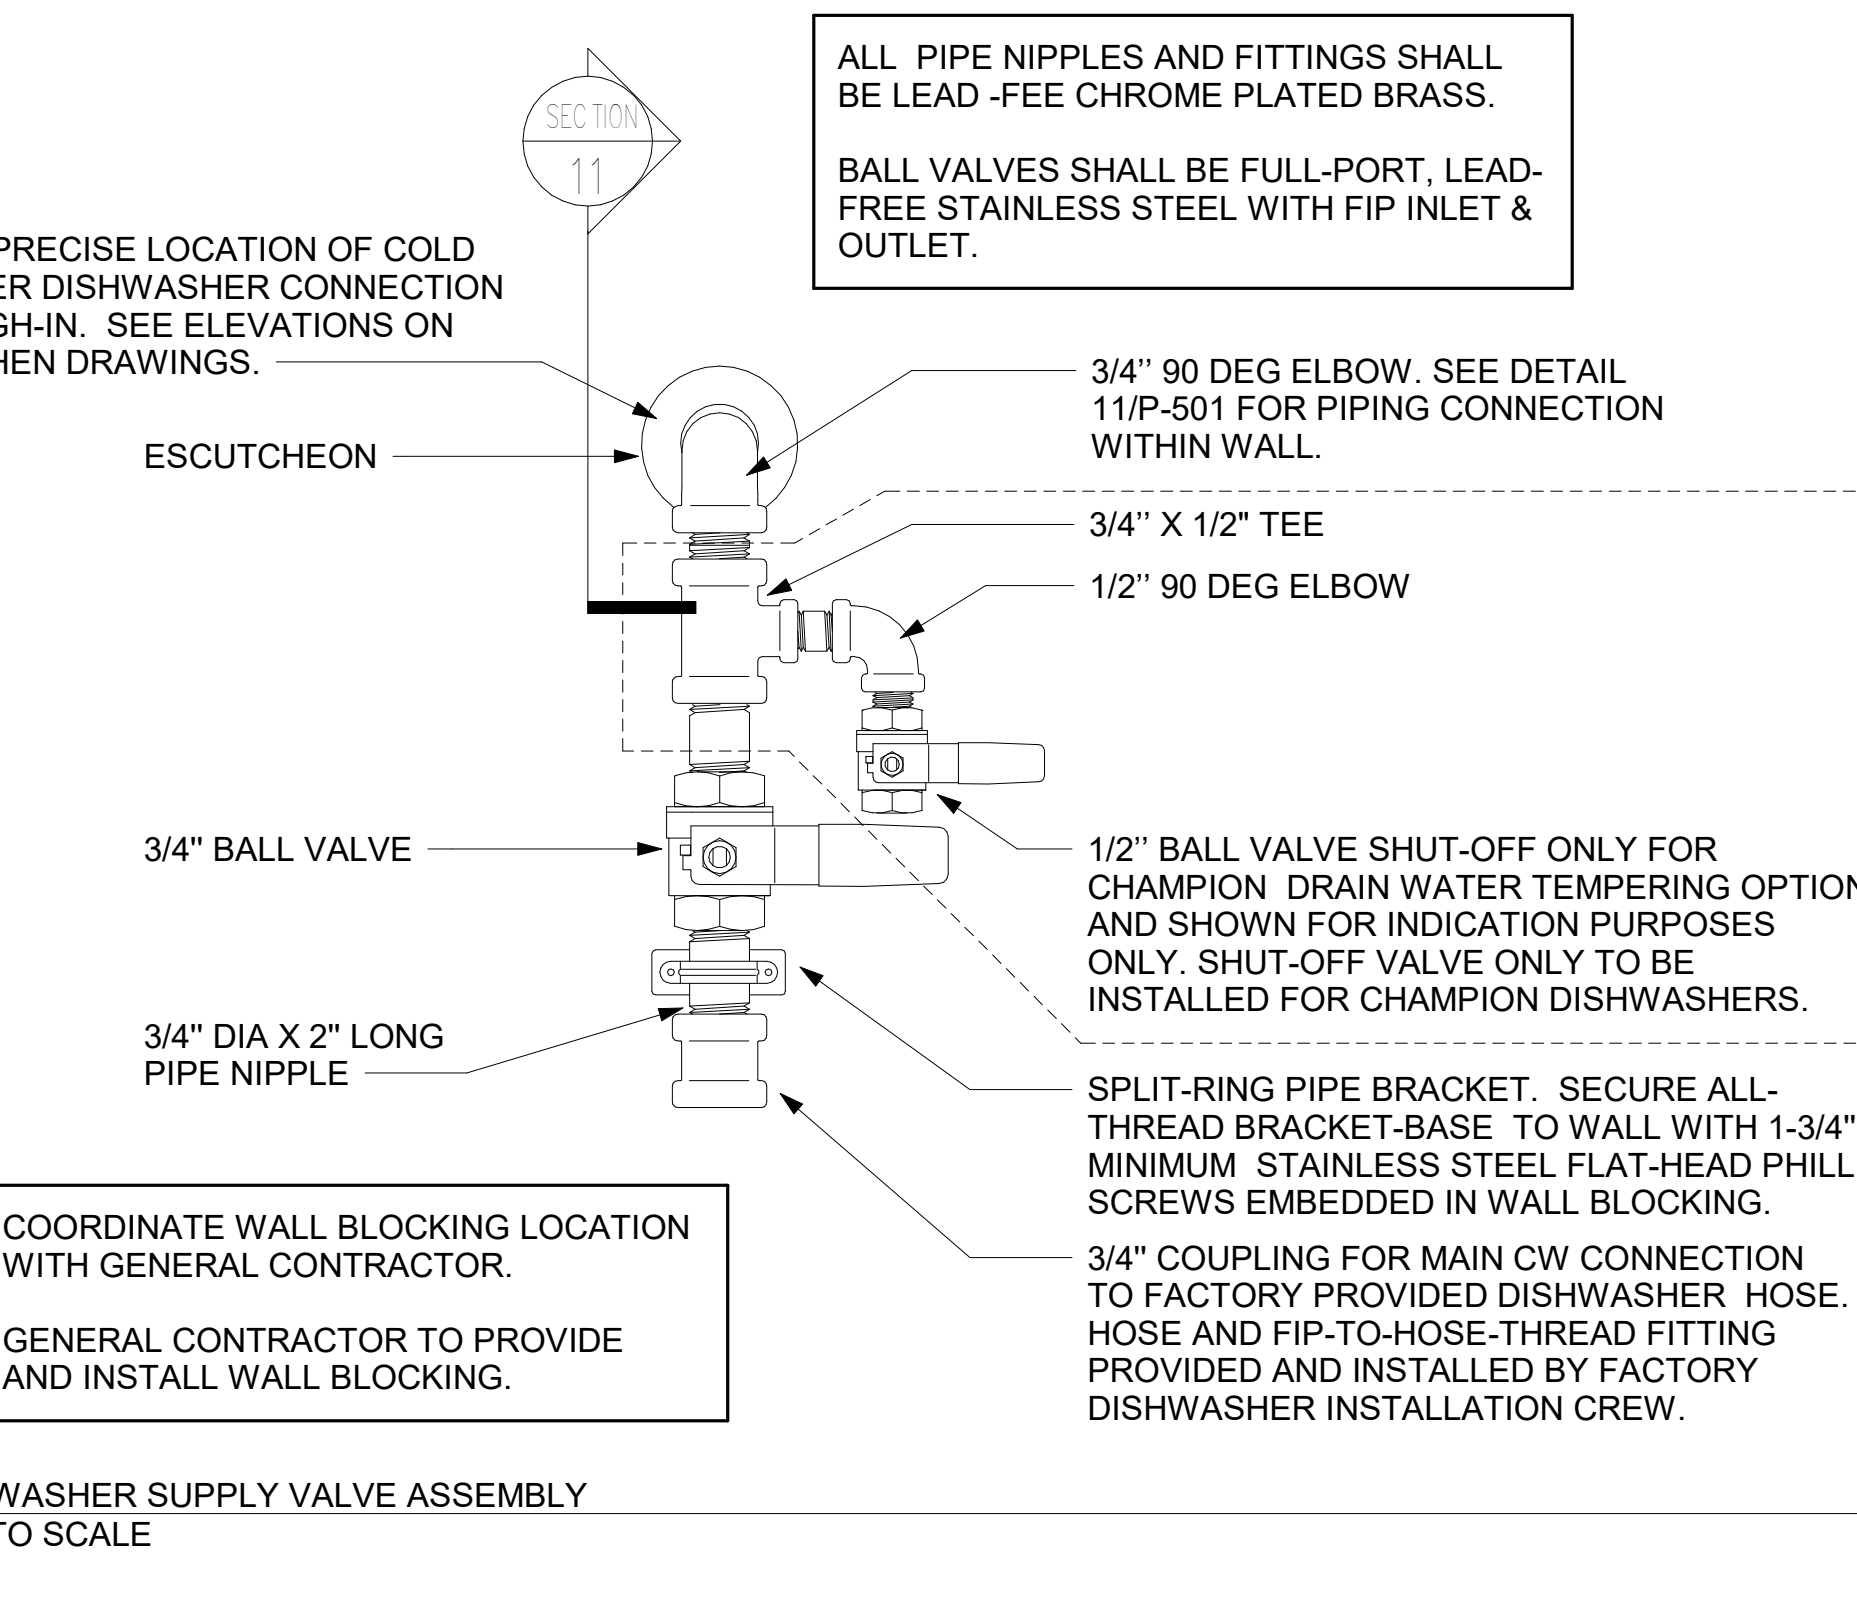 ALL PIPE NIPPLES AND FITTINGS SHALL
BE LEAD -FEE CHROME PLATED BRASS.
BALL VALVES SHALL BE FULL-PORT, LEAD-
FREE STAINLESS STEEL WITH FIP INLET &
OUTLET.
SECTION
11
PRECISE LOCATION OF COLD
ER DISHWASHER CONNECTION
GH-IN. SEE ELEVATIONS ON
HEN DRAWINGS.
ESCUTCHEON
3/4'' 90 DEG ELBOW. SEE DETAIL
11/P-501 FOR PIPING CONNECTION
WITHIN WALL.
3/4'' X 1/2" TEE
1/2'' 90 DEG ELBOW
3/4" BALL VALVE
1/2'' BALL VALVE SHUT-OFF ONLY FOR
CHAMPION DRAIN WATER TEMPERING OPTION
AND SHOWN FOR INDICATION PURPOSES
ONLY. SHUT-OFF VALVE ONLY TO BE
INSTALLED FOR CHAMPION DISHWASHERS.
3/4" DIA X 2" LONG
PIPE NIPPLE
SPLIT-RING PIPE BRACKET. SECURE ALL-
THREAD BRACKET-BASE TO WALL WITH 1-3/4"
MINIMUM STAINLESS STEEL FLAT-HEAD PHILL
SCREWS EMBEDDED IN WALL BLOCKING.
3/4" COUPLING FOR MAIN CW CONNECTION
TO FACTORY PROVIDED DISHWASHER HOSE.
HOSE AND FIP-TO-HOSE-THREAD FITTING
PROVIDED AND INSTALLED BY FACTORY
DISHWASHER INSTALLATION CREW.
COORDINATE WALL BLOCKING LOCATION
WITH GENERAL CONTRACTOR.
GENERAL CONTRACTOR TO PROVIDE
AND INSTALL WALL BLOCKING.
WASHER SUPPLY VALVE ASSEMBLY
TO SCALE